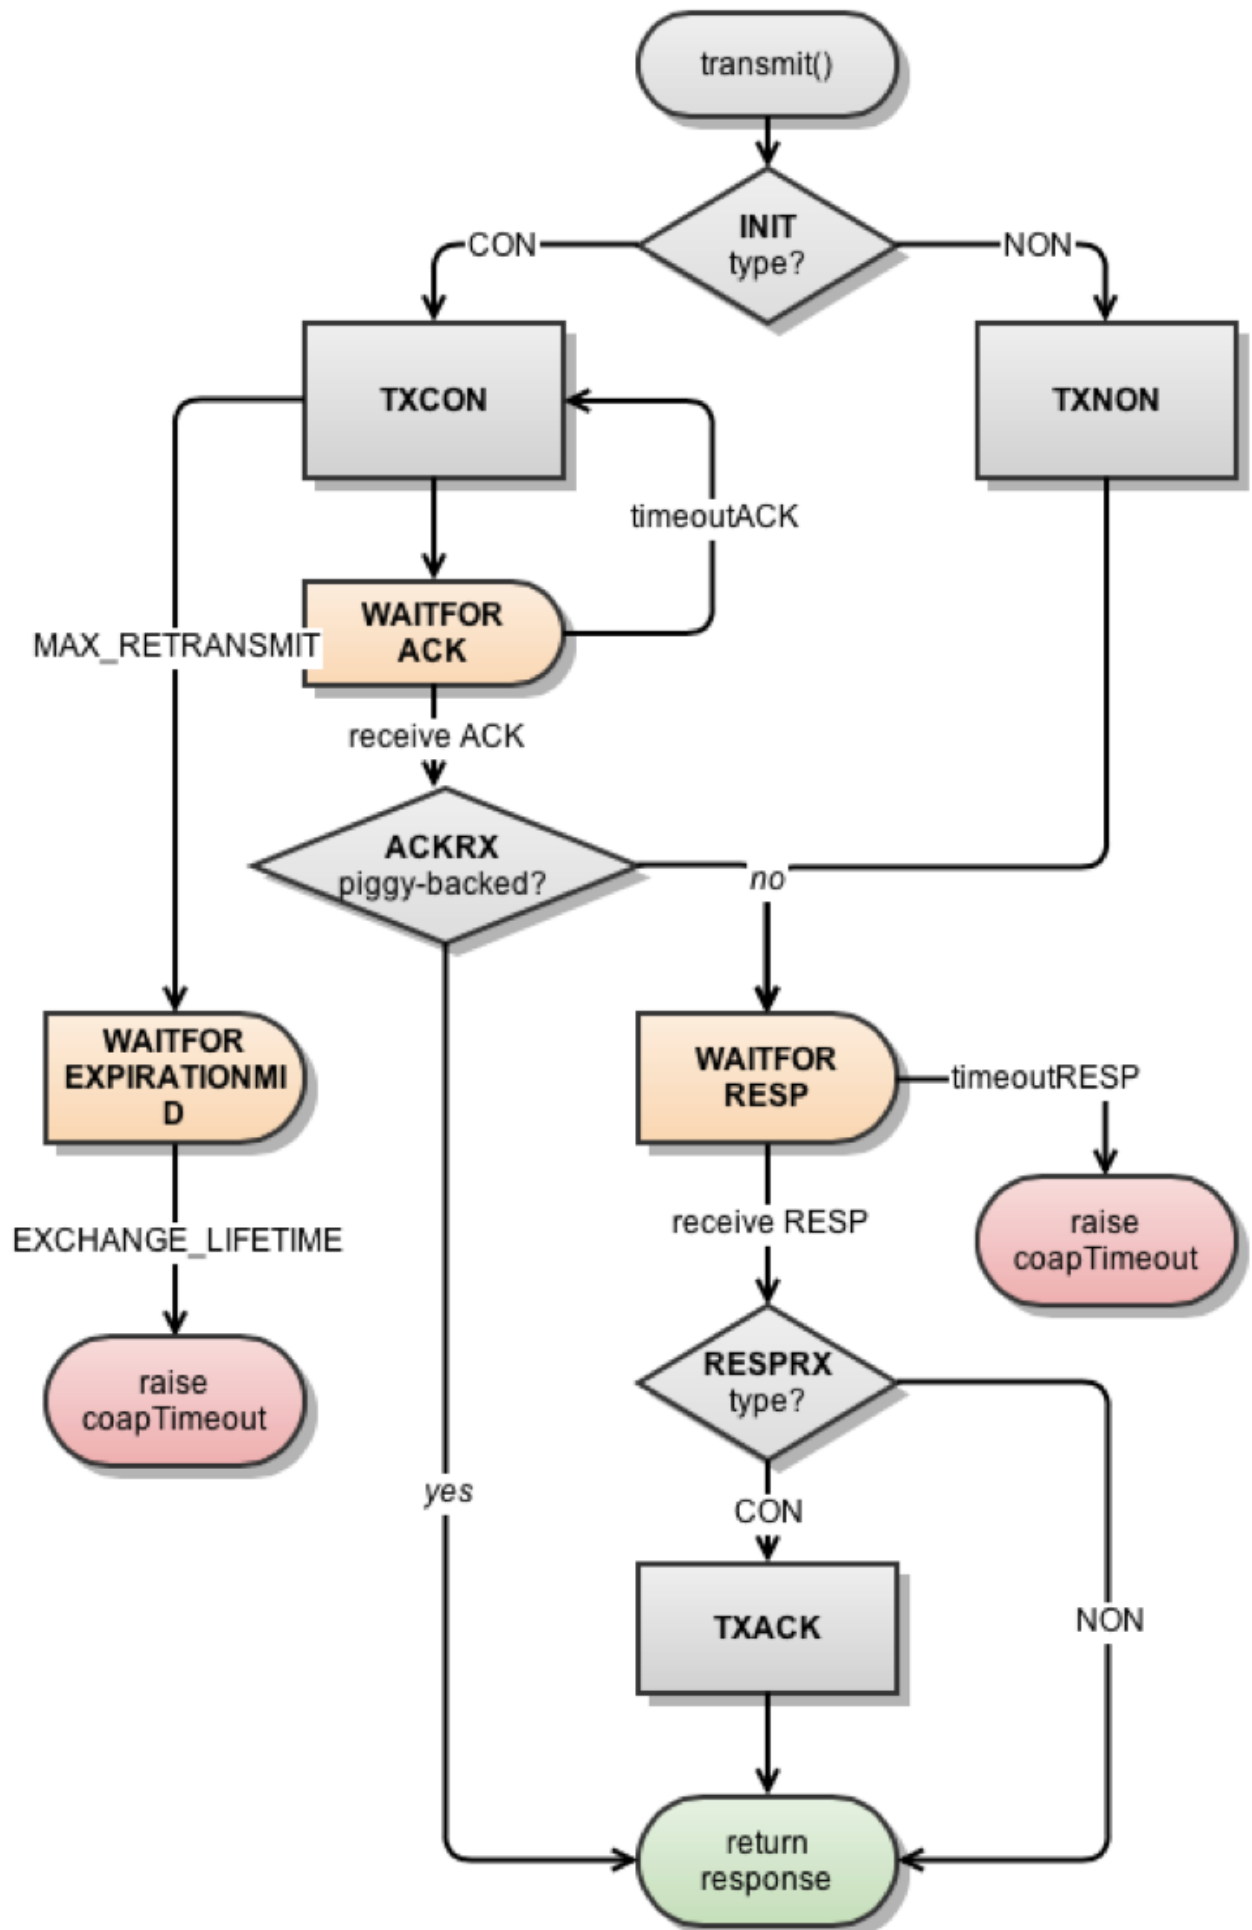 transmit()
INIT
type?
CON
NON
TXCON
TXNON
timeoutACK
WAITFOR
ACK
MAX_RETRANSMIT
receive ACK
ACKRX
piggy-backed?
no
WAITFOR
EXPIRATIONMI
D
WAITFOR
RESP
timeoutRESP
EXCHANGE_LIFETIME
receive RESP
raise
coapTimeout
raise
coapTimeout
RESPRX
type?
yes
CON
TXACK
NON
return
response